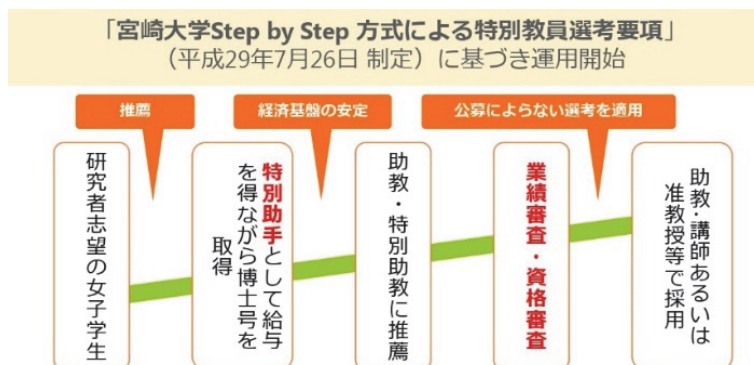 「宮崎大学Step by Step 方式による特別教員選考要項」
（平成29年7月26日 制定）に基づき運用開始
推薦
経済基盤の安定
公募によらない選考を適用
研究者志望の女子学生
特別助手として給与
を得ながら博士号を
取得
助教・特別助教に推薦
業績審査・資格審査
助教・講師あるいは
准教授等で採用